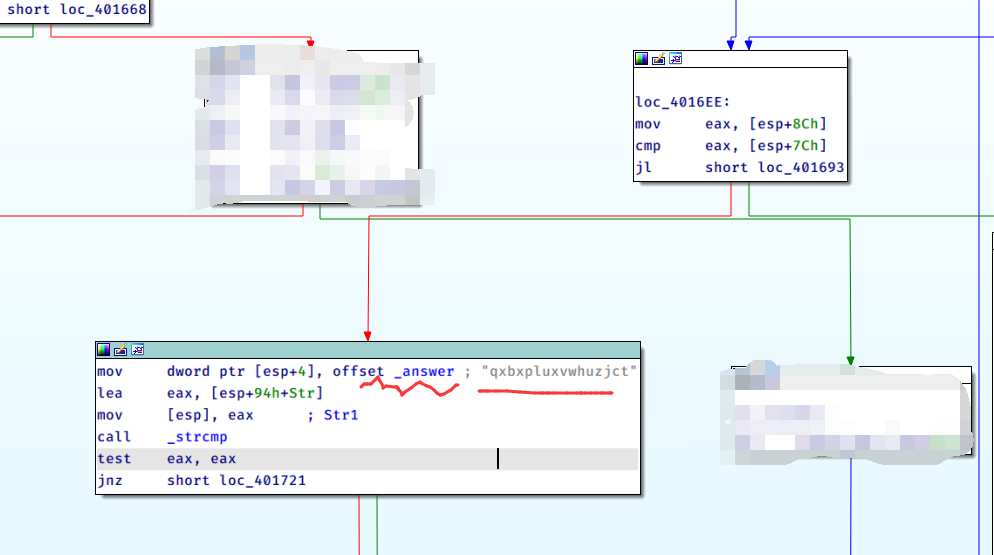 short loc_401668
loc_4016EE:
mov eax, [esp+8Ch]
cmp eax, [esp+7Ch]
jl short loc_401693
mov dword ptr [esp+4], offset _answer ; "qxbxpluxvwhuzjct"
lea eax, [esp+94h+Str]
mov [esp], eax ; Str1
call _strcmp
test eax, eax
jnz short loc_401721